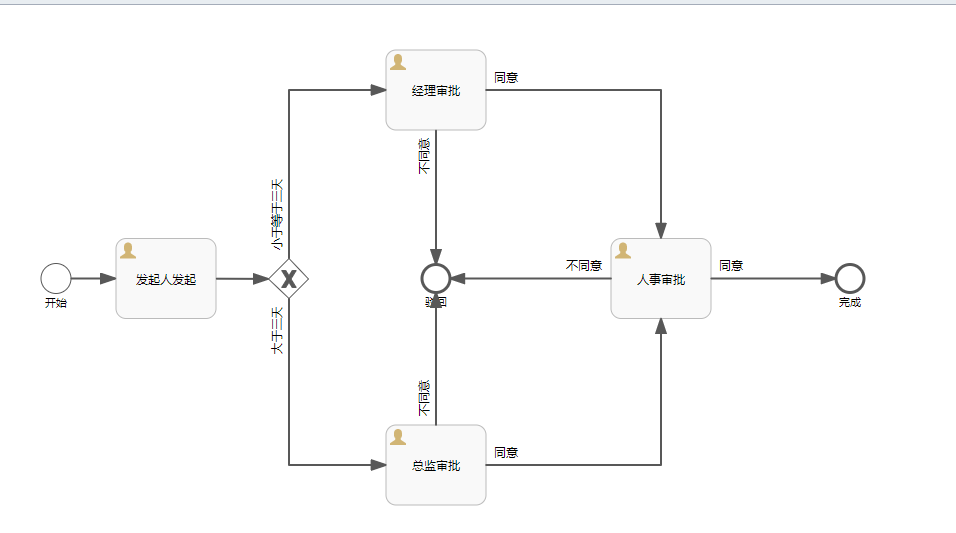 经理审批
同意
不同意
小于等于三天
开始
发起人发起
X
大于三天
驳回
不同意
人事审批
同意
完成
不同意
总监审批
同意